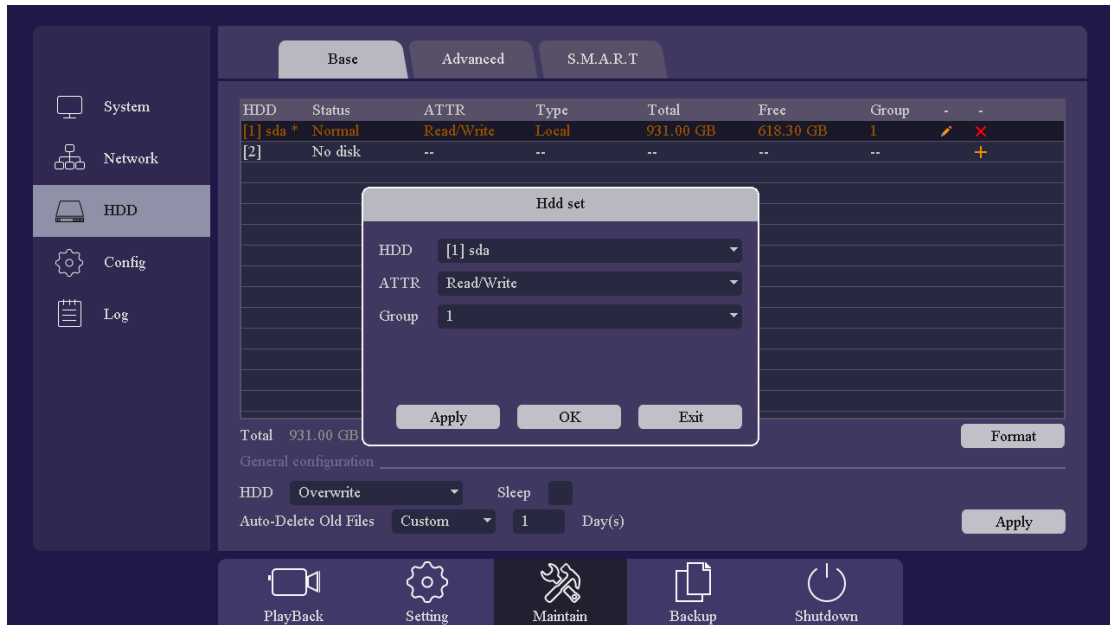 Base Advanced S.M.A.R.T
System
Network
HDD
Config
Log
HDD Status ATTR Type Total Free Group - -
[1] sda * Normal Read/Write Local 931.00 GB 618.30 GB 1
[2] No disk -- -- -- -- --
Hdd set
HDD [1] sda
ATTR Read/Write
Group 1
Apply OK Exit
Total 931.00 GB
Format
General configuration
HDD Overwrite Sleep
Auto-Delete Old Files Custom 1 Day(s)
Apply
PlayBack Setting Maintain Backup Shutdown